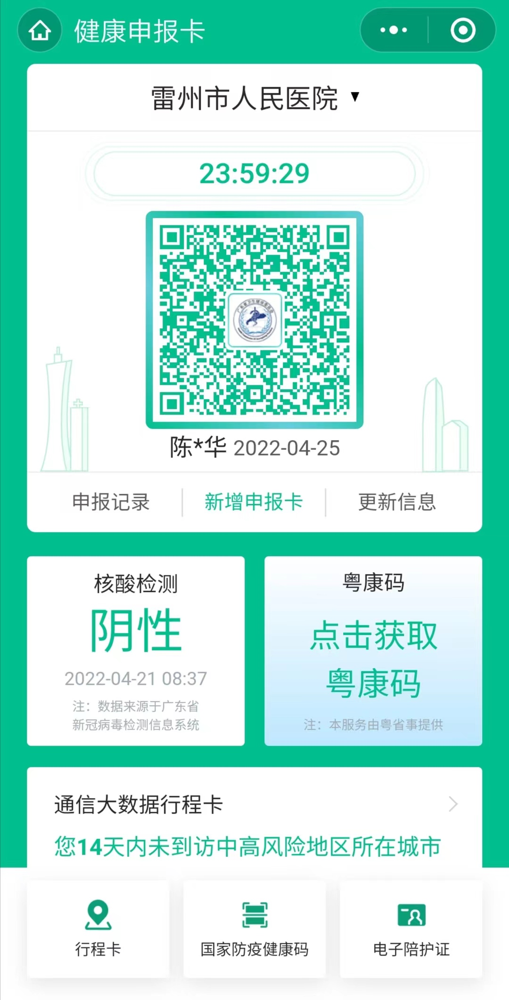 健康申报卡
雷州市人民医院
23:59:29
陈*华 2022-04-25
申报记录
新增申报卡
更新信息
核酸检测
阴性
2022-04-21 08:37
注：数据来源于广东省
新冠病毒检测信息系统
粤康码
点击获取
粤康码
注：本服务由粤省事提供
通信大数据行程卡
您14天内未到访中高风险地区所在城市
行程卡
国家防疫健康码
电子陪护证